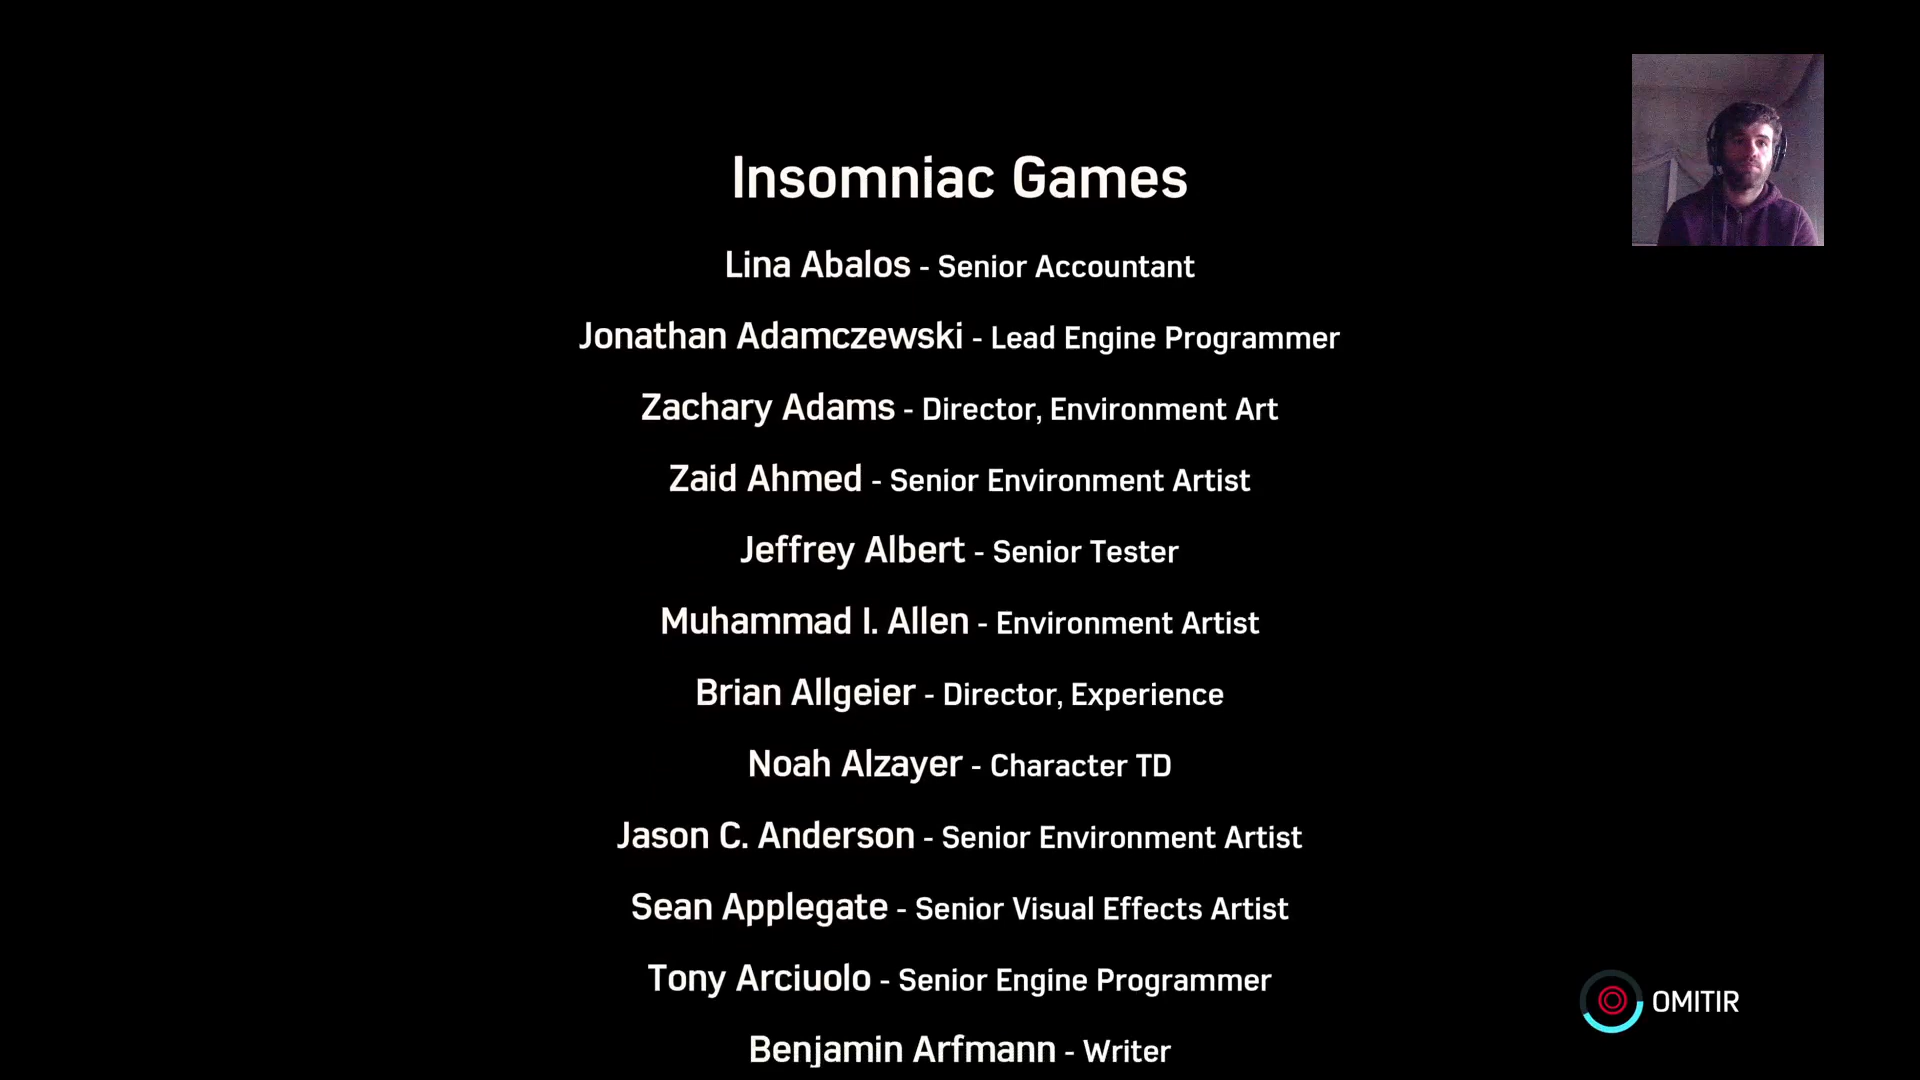 Insomniac Games
Lina Abalos - Senior Accountant
Jonathan Adamczewski - Lead Engine Programmer
Zachary Adams - Director, Environment Art
Zaid Ahmed - Senior Environment Artist
Jeffrey Albert - Senior Tester
Muhammad I. Allen - Environment Artist
Brian Allgeier - Director, Experience
Noah Alzayer - Character TD
Jason C. Anderson - Senior Environment Artist
Sean Applegate - Senior Visual Effects Artist
Tony Arciuolo - Senior Engine Programmer
OMITIR
Benjamin Arfmann - Writer